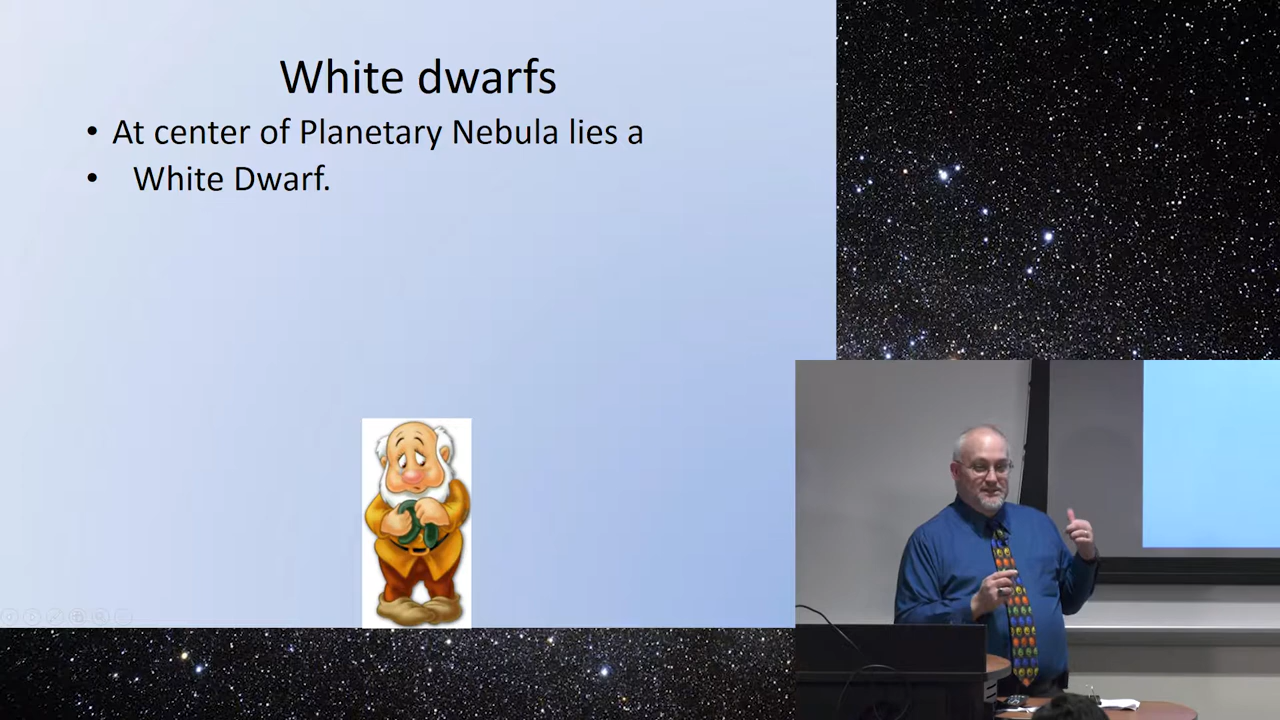 White dwarfs
• At center of Planetary Nebula lies a
• White Dwarf.